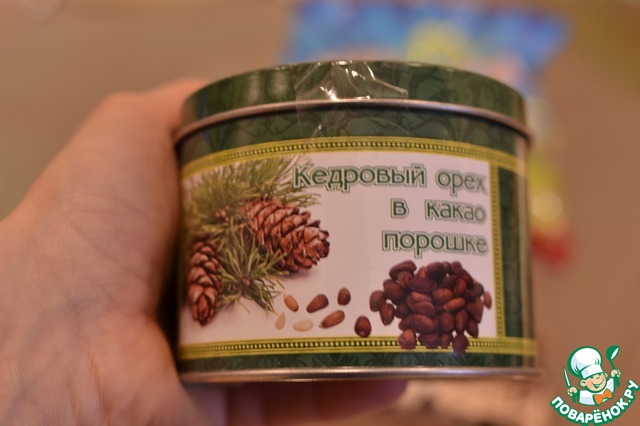 Кедровый орех
в какао
порошке
ПОВАРЁНОК.РУ